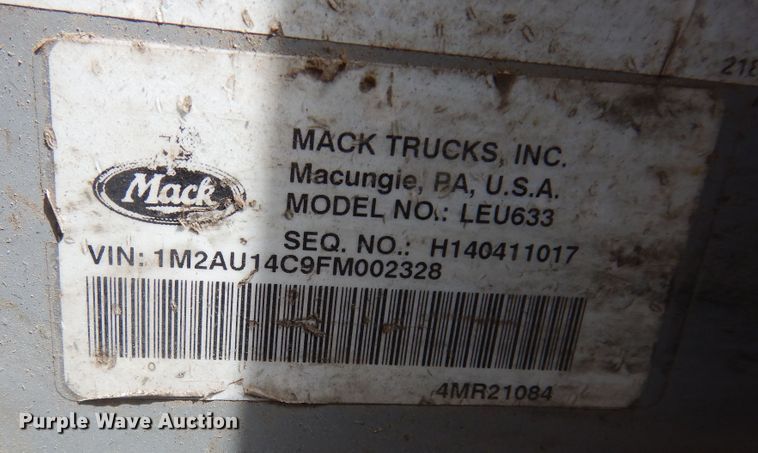 218
Mack
MACK TRUCKS, INC.
Macungie, PA, U.S.A.
MODEL NO.: LEU633
SEQ. NO.: H140411017
VIN: 1M2AU14C9FM002328
4MR21084
Purple Wave Auction